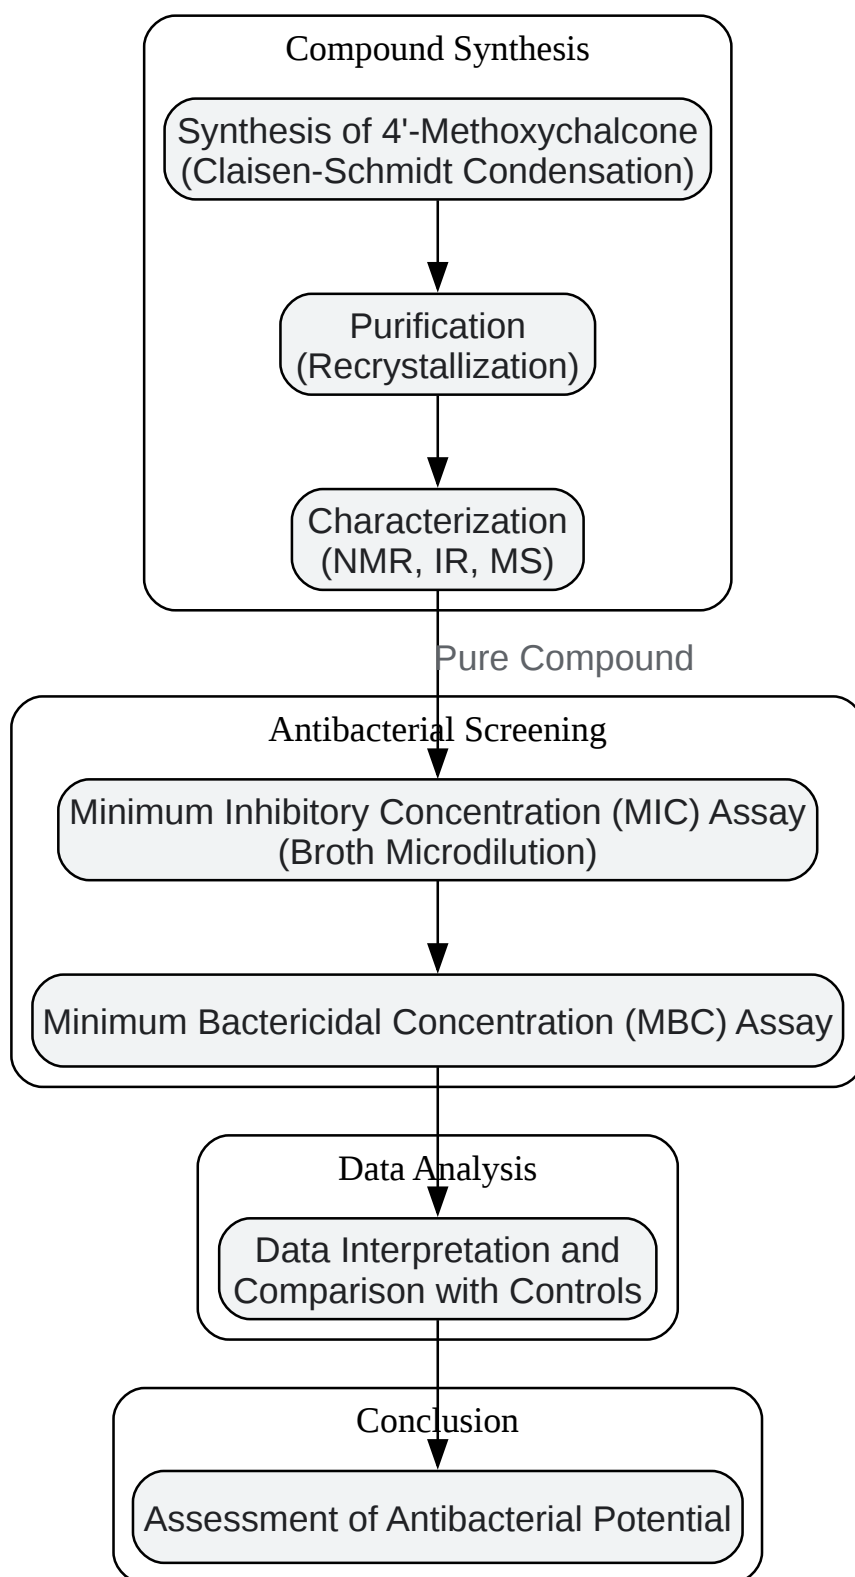 Compound Synthesis
Synthesis of 4'-Methoxychalcone
(Claisen-Schmidt Condensation)
Purification
(Recrystallization)
Characterization
(NMR, IR, MS)
Pure Compound
Antibacterial Screening
Minimum Inhibitory Concentration (MIC) Assay
(Broth Microdilution)
Minimum Bactericidal Concentration (MBC) Assay
Data Analysis
Data Interpretation and
Comparison with Controls
Conclusion
Assessment of Antibacterial Potential